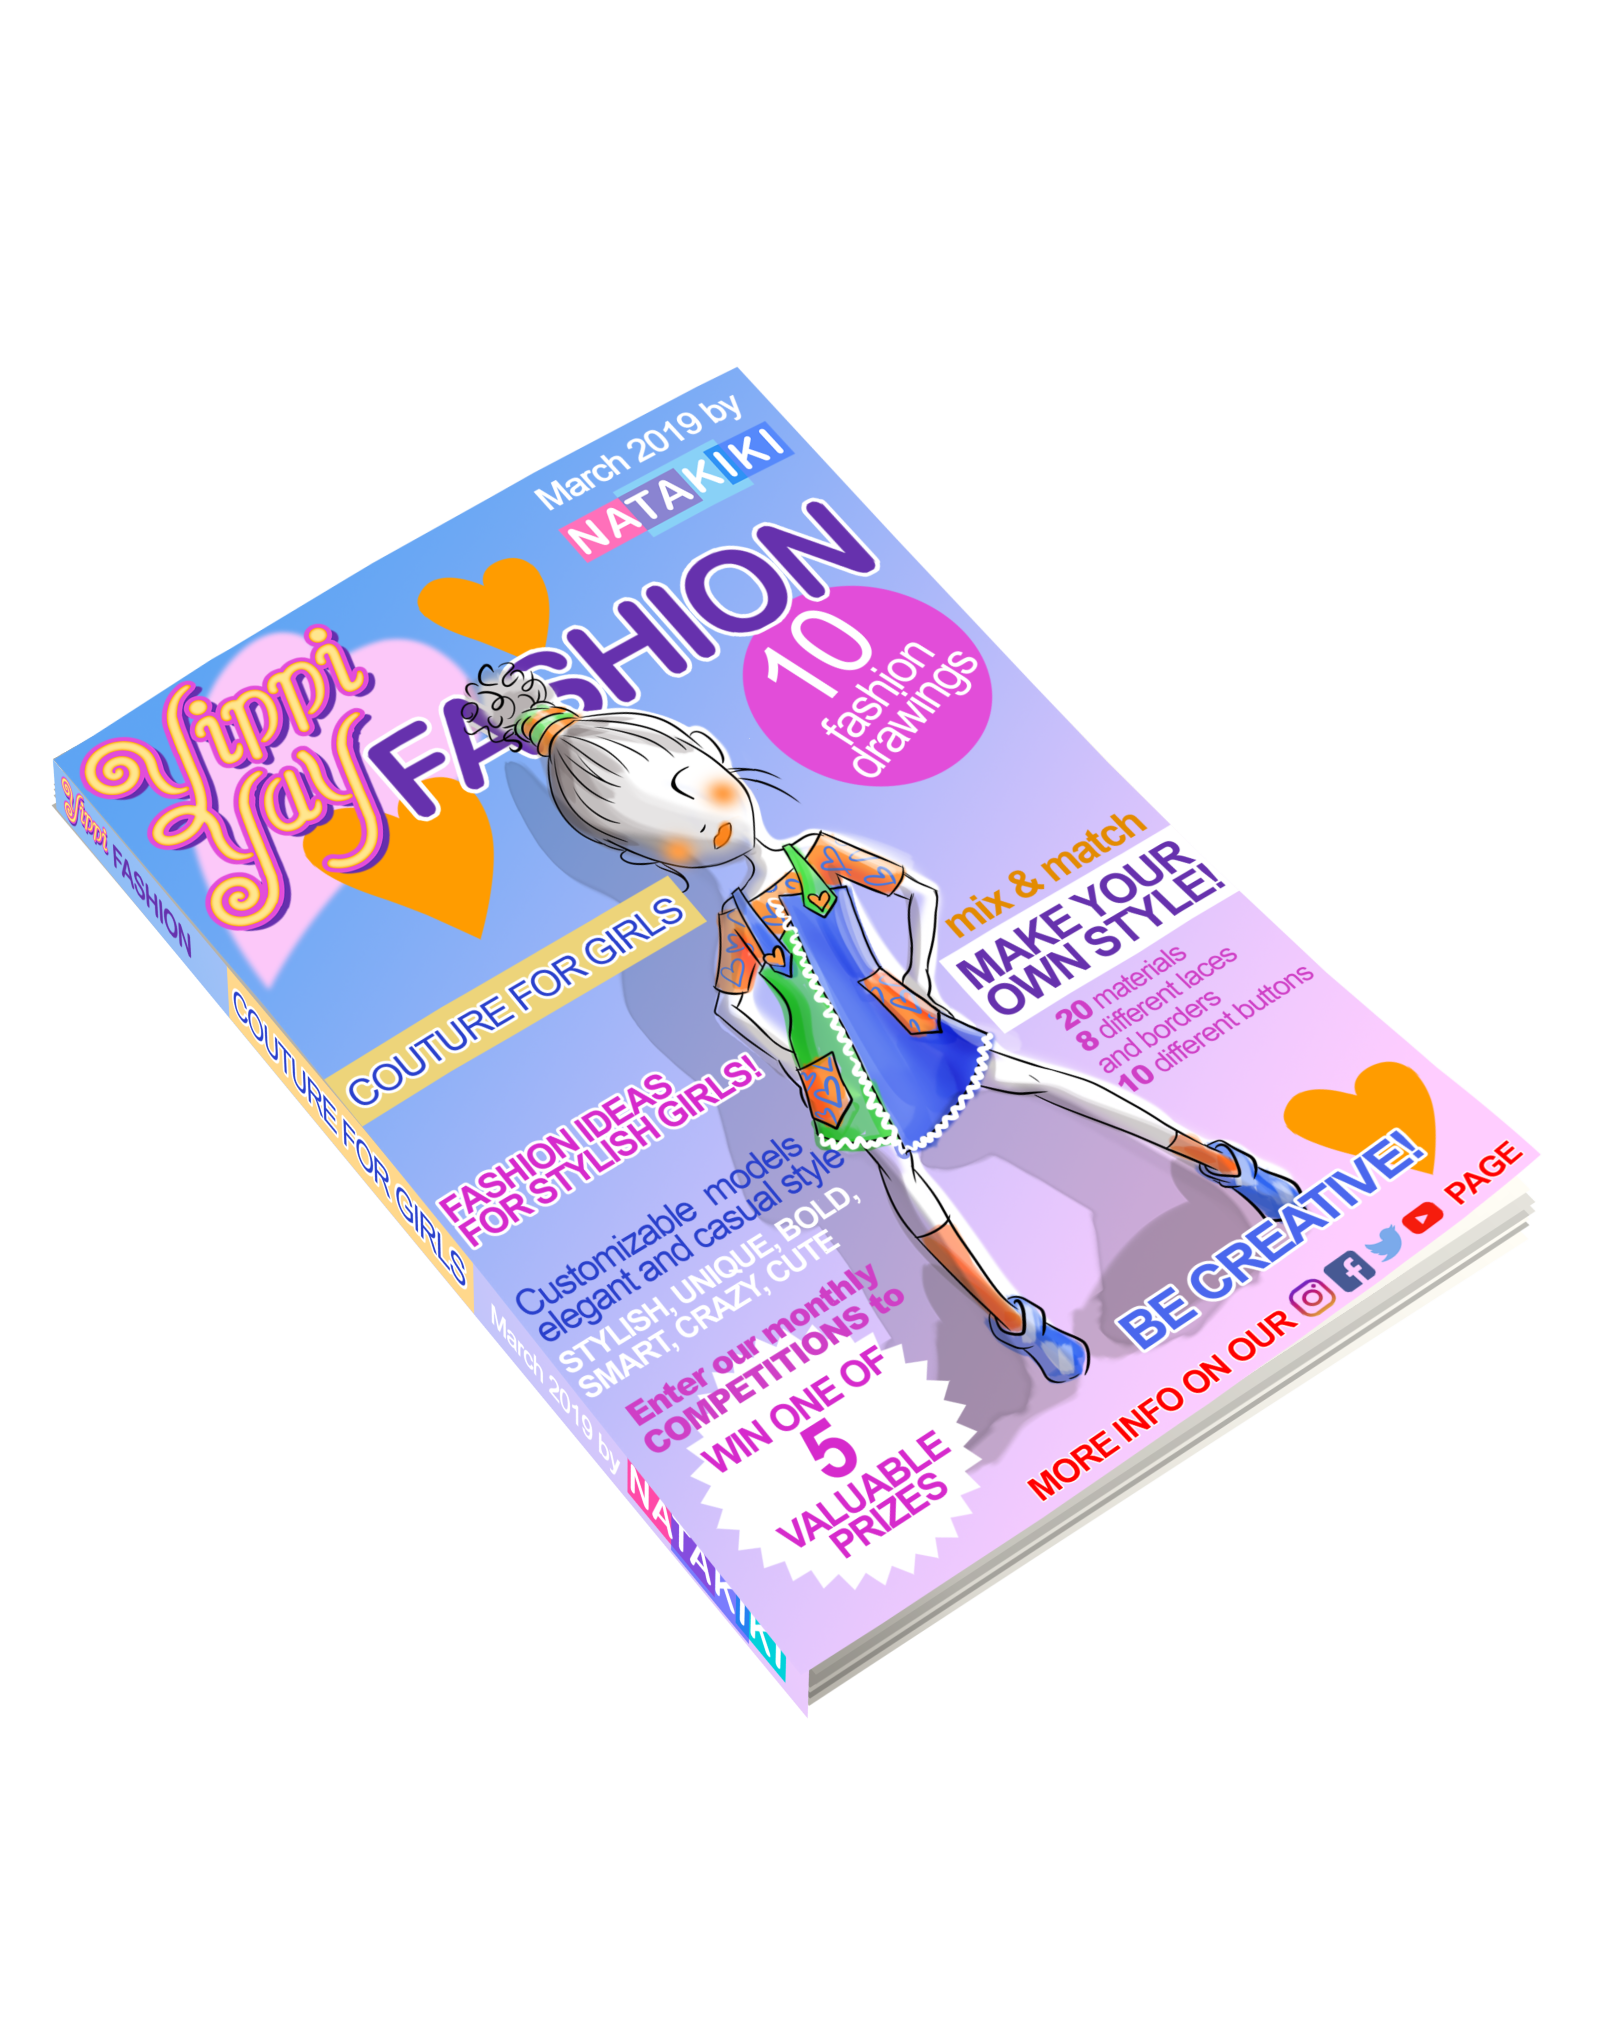 March 2019 by
NATAKIKI
Yippi
Yay
FASHION
10
fashion
drawings
COUTURE FOR GIRLS
mix & match
MAKE YOUR
OWN STYLE!
20 materials
8 different laces
and borders
10 different buttons
FASHION IDEAS
FOR STYLISH GIRLS!
Customizable models
elegant and casual style
STYLISH, UNIQUE, BOLD,
SMART, CRAZY, CUTE
Enter our monthly
COMPETITIONS to
WIN ONE OF
5
VALUABLE
PRIZES
BE CREATIVE!
MORE INFO ON OUR PAGE
Yippi FASHION
COUTURE FOR GIRLS
March 2019 by NATAKIKI